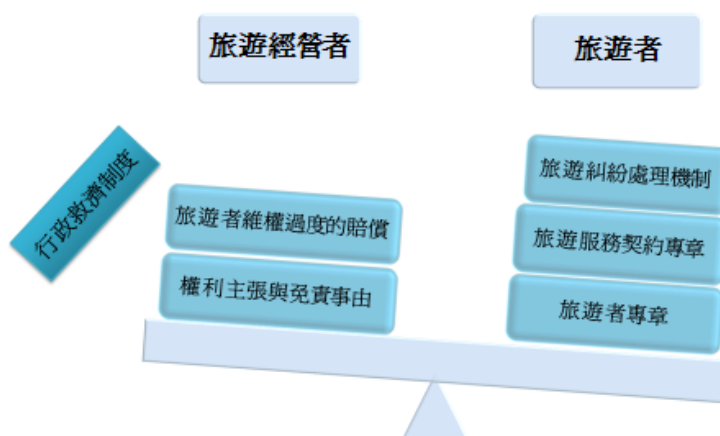 旅遊經營者
旅遊者
行政救濟制度
旅遊者維權過度的賠償
權利主張與免責事由
旅遊糾紛處理機制
旅遊服務契約專章
旅遊者專章